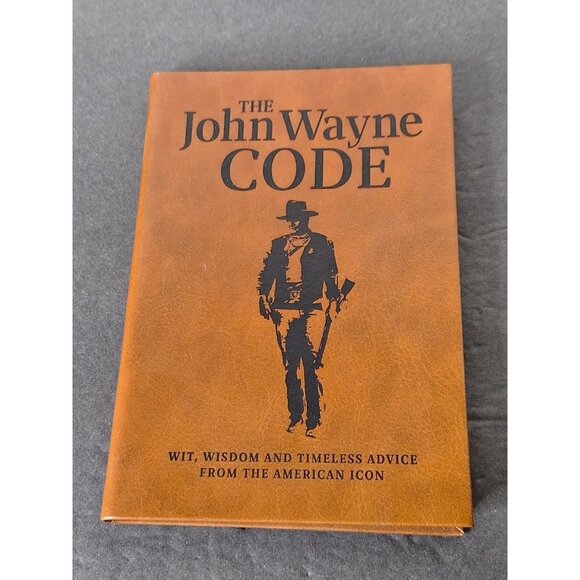 THE
John Wayne
CODE
WIT, WISDOM AND TIMELESS ADVICE
FROM THE AMERICAN ICON